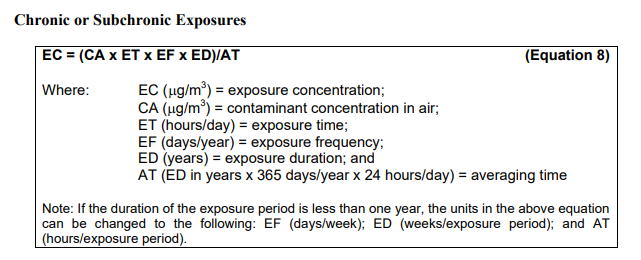 Chronic or Subchronic Exposures
EC = (CA x ET x EF x ED)/AT (Equation 8)
Where: EC (μg/m³) = exposure concentration;
CA (μg/m³) = contaminant concentration in air;
ET (hours/day) = exposure time;
EF (days/year) = exposure frequency;
ED (years) = exposure duration; and
AT (ED in years x 365 days/year x 24 hours/day) = averaging time
Note: If the duration of the exposure period is less than one year, the units in the above equation
can be changed to the following: EF (days/week); ED (weeks/exposure period); and AT
(hours/exposure period).